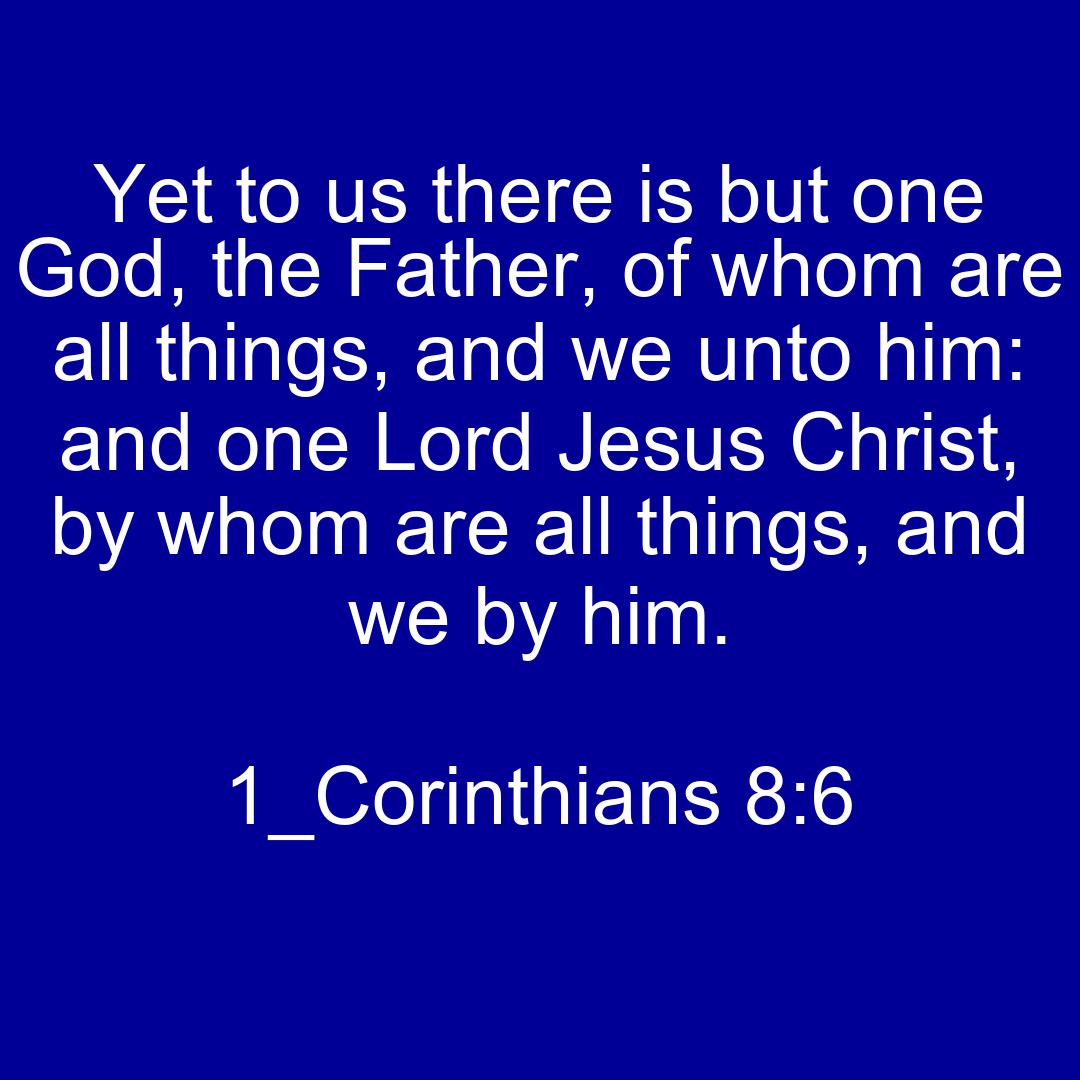 Yet to us there is but one
God, the Father, of whom are
all things, and we unto him:
and one Lord Jesus Christ,
by whom are all things, and
we by him.
1_Corinthians 8:6